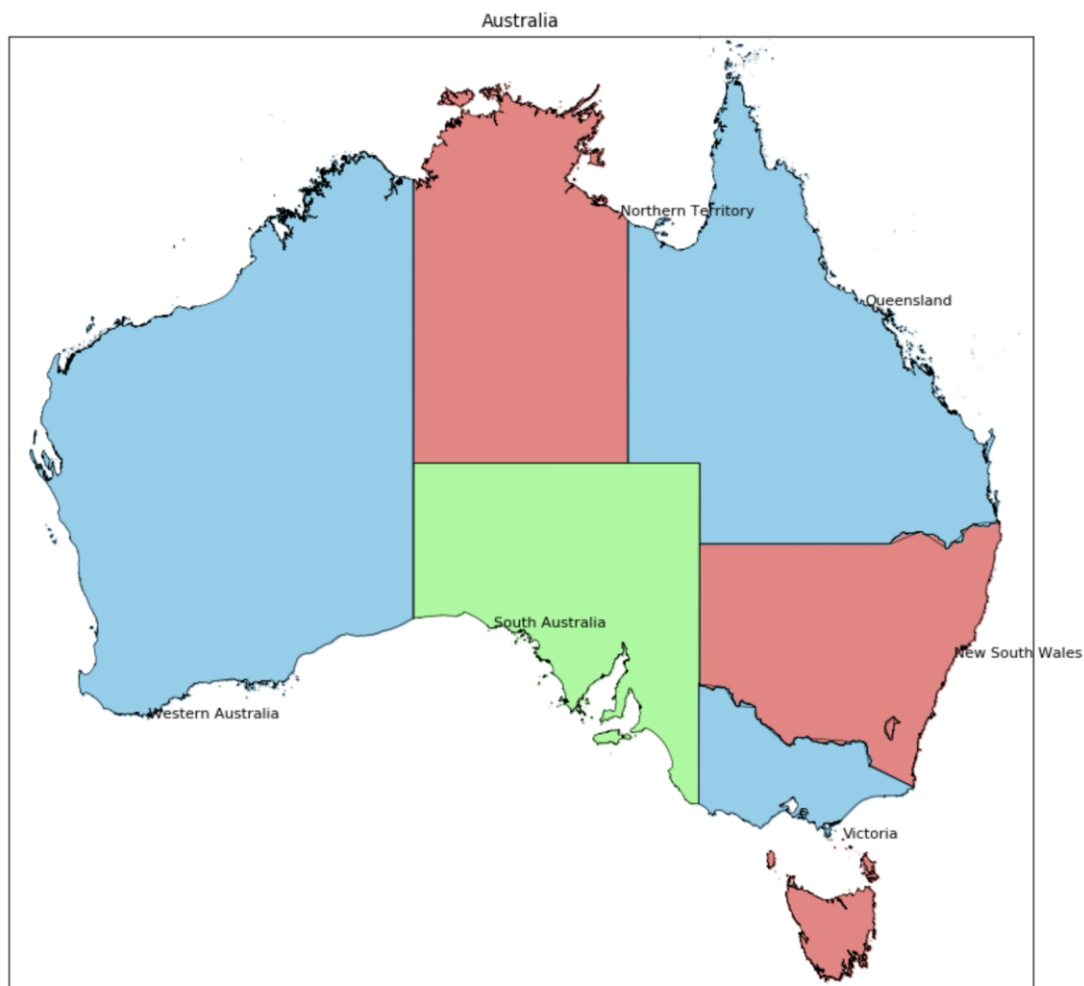 Australia
Northern Territory
Queensland
South Australia
New South Wales
Western Australia
Victoria